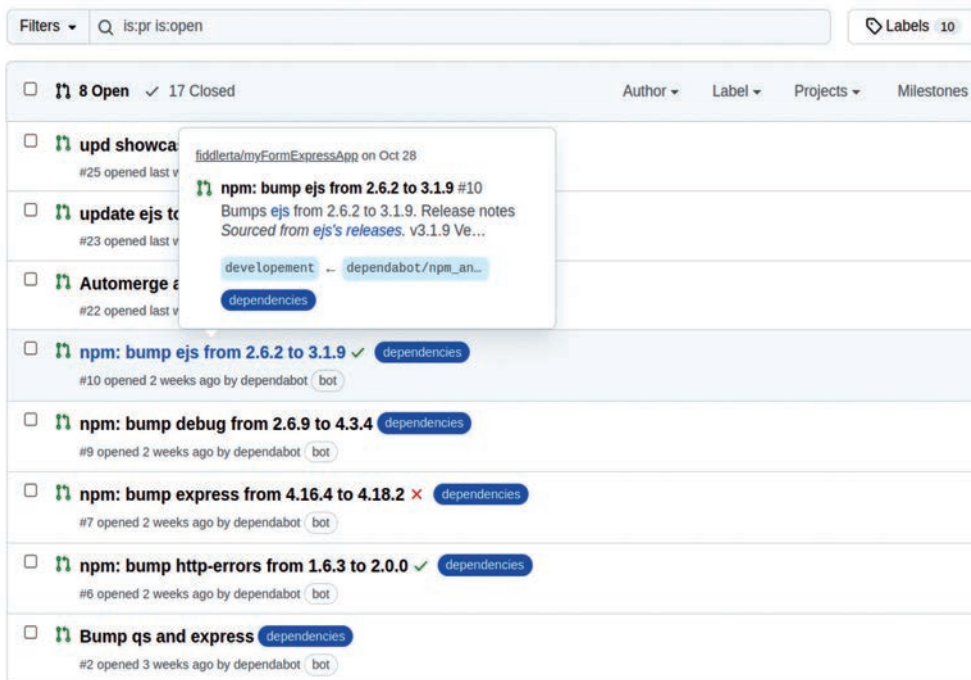 Filters is:pr is:open Labels 10
8 Open 17 Closed Author Label Projects Milestones
upd showca
#25 opened last w
update ejs to
#23 opened last w
Automerge a
#22 opened last w
fiddlerta/myFormExpressApp on Oct 28
npm: bump ejs from 2.6.2 to 3.1.9 #10
Bumps ejs from 2.6.2 to 3.1.9. Release notes
Sourced from ejs's releases. v3.1.9 Ve...
developement ← dependabot/npm_an...
dependencies
npm: bump ejs from 2.6.2 to 3.1.9 dependencies
#10 opened 2 weeks ago by dependabot bot
npm: bump debug from 2.6.9 to 4.3.4 dependencies
#9 opened 2 weeks ago by dependabot bot
npm: bump express from 4.16.4 to 4.18.2 dependencies
#7 opened 2 weeks ago by dependabot bot
npm: bump http-errors from 1.6.3 to 2.0.0 dependencies
#6 opened 2 weeks ago by dependabot bot
Bump qs and express dependencies
#2 opened 3 weeks ago by dependabot bot